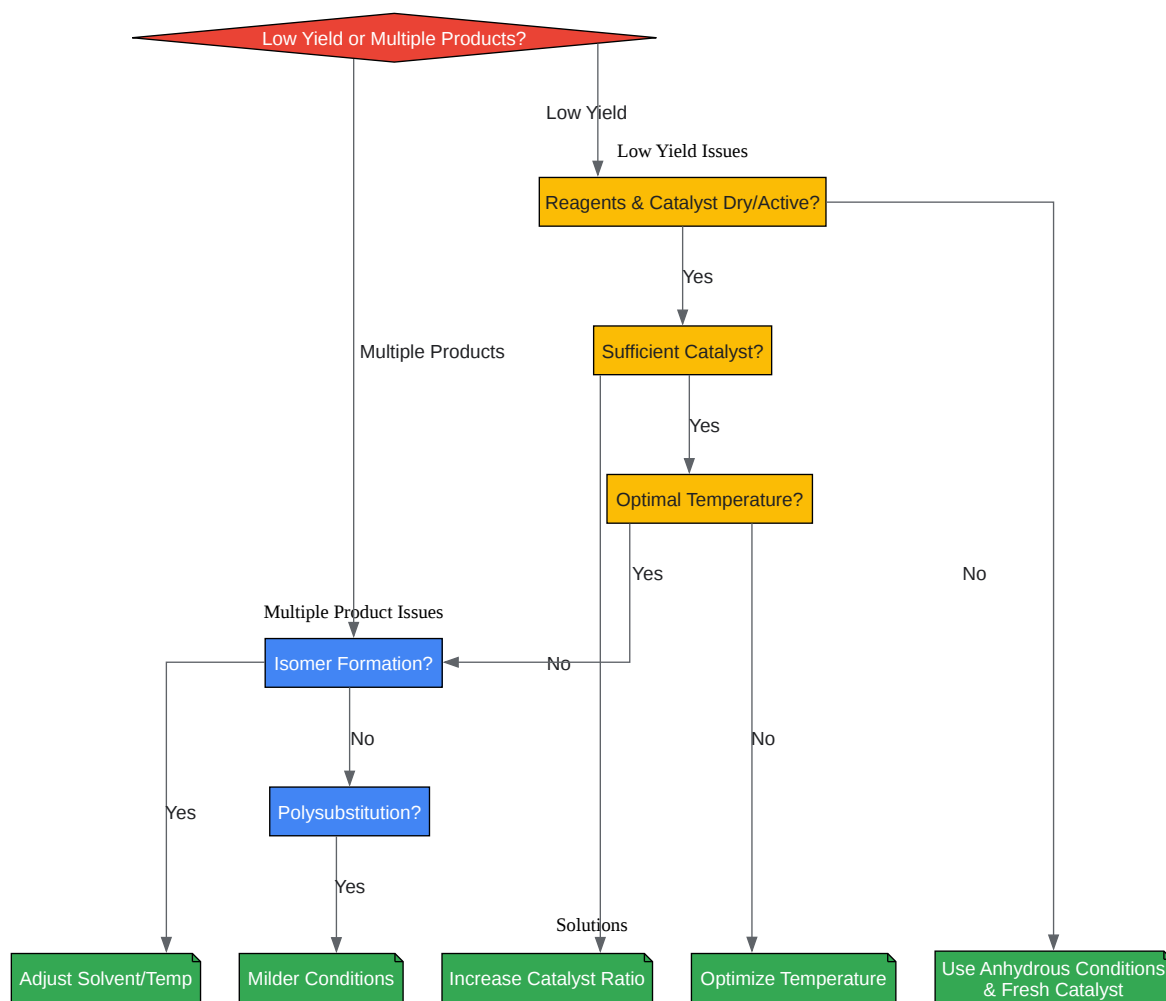 Low Yield or Multiple Products?
Low Yield
Low Yield Issues
Reagents & Catalyst Dry/Active?
Yes
Sufficient Catalyst?
Multiple Products
Yes
Optimal Temperature?
Yes
No
Multiple Product Issues
Isomer Formation?
No
No
No
Polysubstitution?
Yes
Yes
Solutions
Adjust Solvent/Temp
Milder Conditions
Increase Catalyst Ratio
Optimize Temperature
Use Anhydrous Conditions
& Fresh Catalyst